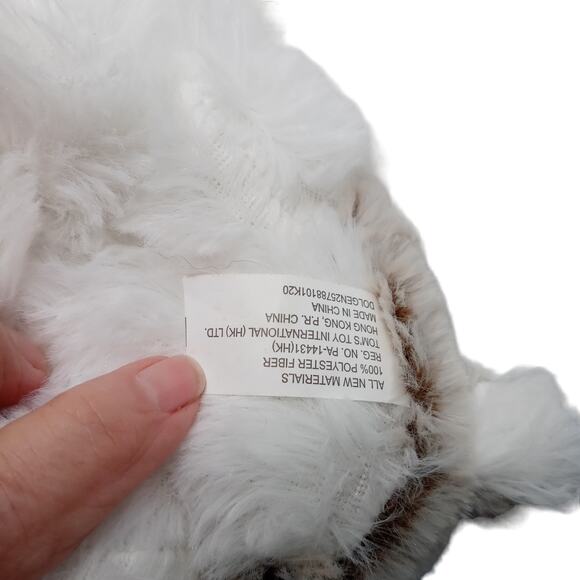 ALL NEW MATERIALS
100% POLYESTER FIBER
REG. NO. PA-14431(HK)
TOM'S TOY INTERNATIONAL (HK) LTD.
HONG KONG, P.R. CHINA
MADE IN CHINA
DOLGEN25788101K20